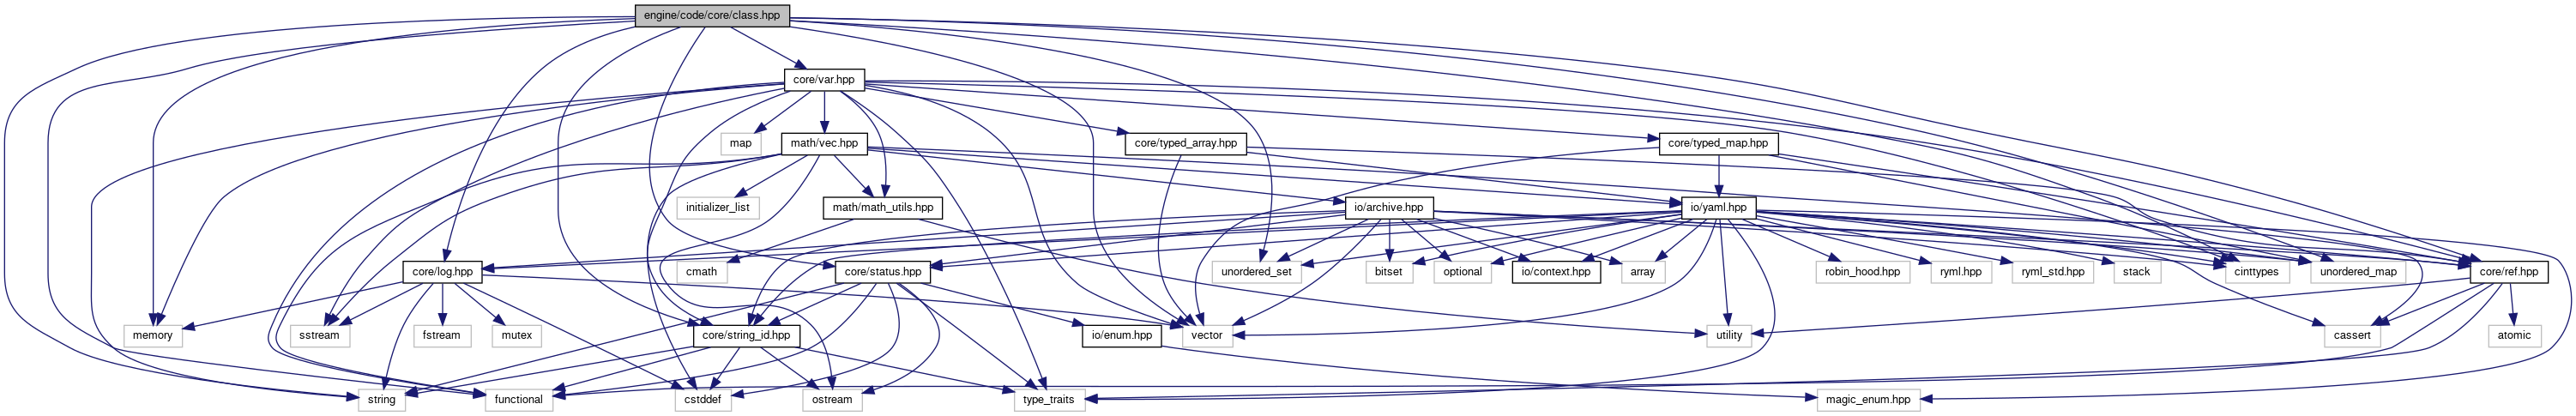 engine/code/core/class.hpp
core/var.hpp
map
math/vec.hpp
core/typed_array.hpp
core/typed_map.hpp
initializer_list
math/math_utils.hpp
io/archive.hpp
io/yaml.hpp
core/log.hpp
cmath
core/status.hpp
unordered_set
bitset
optional
io/context.hpp
array
robin_hood.hpp
ryml.hpp
ryml_std.hpp
stack
cinttypes
unordered_map
core/ref.hpp
memory
sstream
fstream
mutex
core/string_id.hpp
io/enum.hpp
vector
utility
cassert
atomic
string
functional
cstddef
ostream
type_traits
magic_enum.hpp